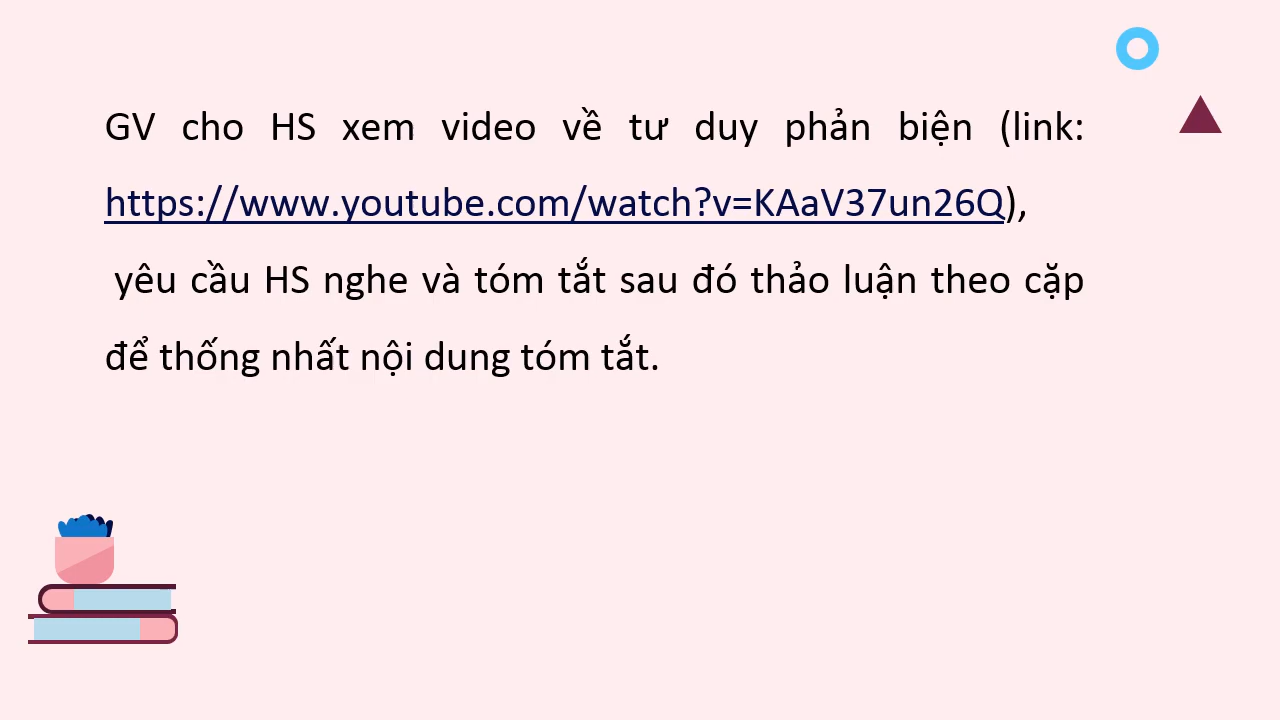 GV cho HS xem video về tư duy phản biện (link:
https://www.youtube.com/watch?v=KAaV37un26Q),
yêu cầu HS nghe và tóm tắt sau đó thảo luận theo cặp
để thống nhất nội dung tóm tắt.